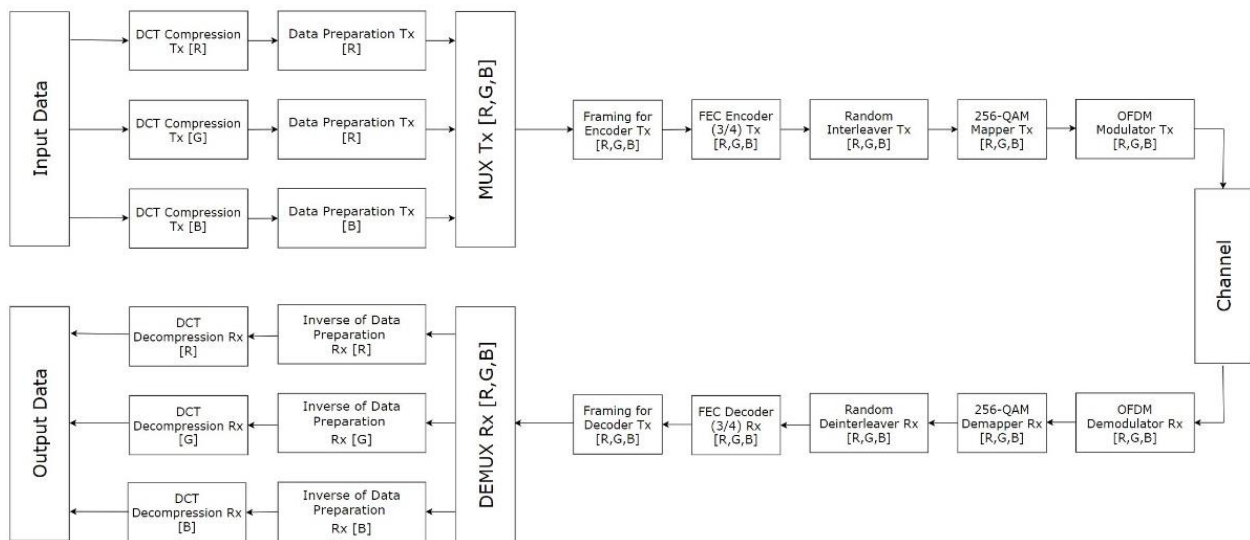 Input Data
DCT Compression
Tx [R]
Data Preparation Tx
[R]
DCT Compression
Tx [G]
Data Preparation Tx
[R]
DCT Compression
Tx [B]
Data Preparation Tx
[B]
MUX Tx [R,G,B]
Framing for
Encoder Tx
[R,G,B]
FEC Encoder
(3/4) Tx
[R,G,B]
Random
Interleaver Tx
[R,G,B]
256-QAM
Mapper Tx
[R,G,B]
OFDM
Modulator Tx
[R,G,B]
Channel
OFDM
Demodulator Rx
[R,G,B]
256-QAM
Demapper Rx
[R,G,B]
Random
Deinterleaver Rx
[R,G,B]
FEC Decoder
(3/4) Rx
[R,G,B]
Framing for
Decoder Tx
[R,G,B]
DEMUX Rx [R,G,B]
Inverse of Data
Preparation
Rx [R]
DCT
Decompression Rx
[R]
Inverse of Data
Preparation
Rx [G]
DCT
Decompression Rx
[G]
Inverse of Data
Preparation
Rx [B]
DCT
Decompression Rx
[B]
Output Data